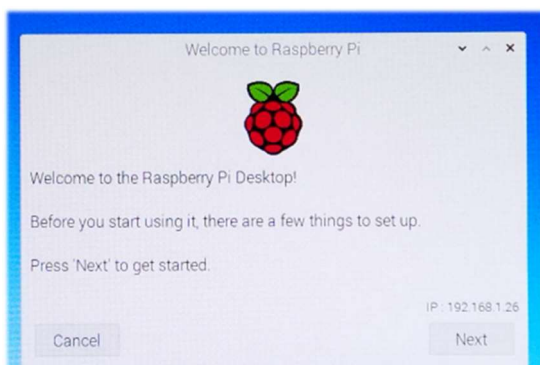 Welcome to Raspberry Pi
Welcome to the Raspberry Pi Desktop!
Before you start using it, there are a few things to set up.
Press 'Next' to get started.
IP : 192.168.1.26
Cancel
Next